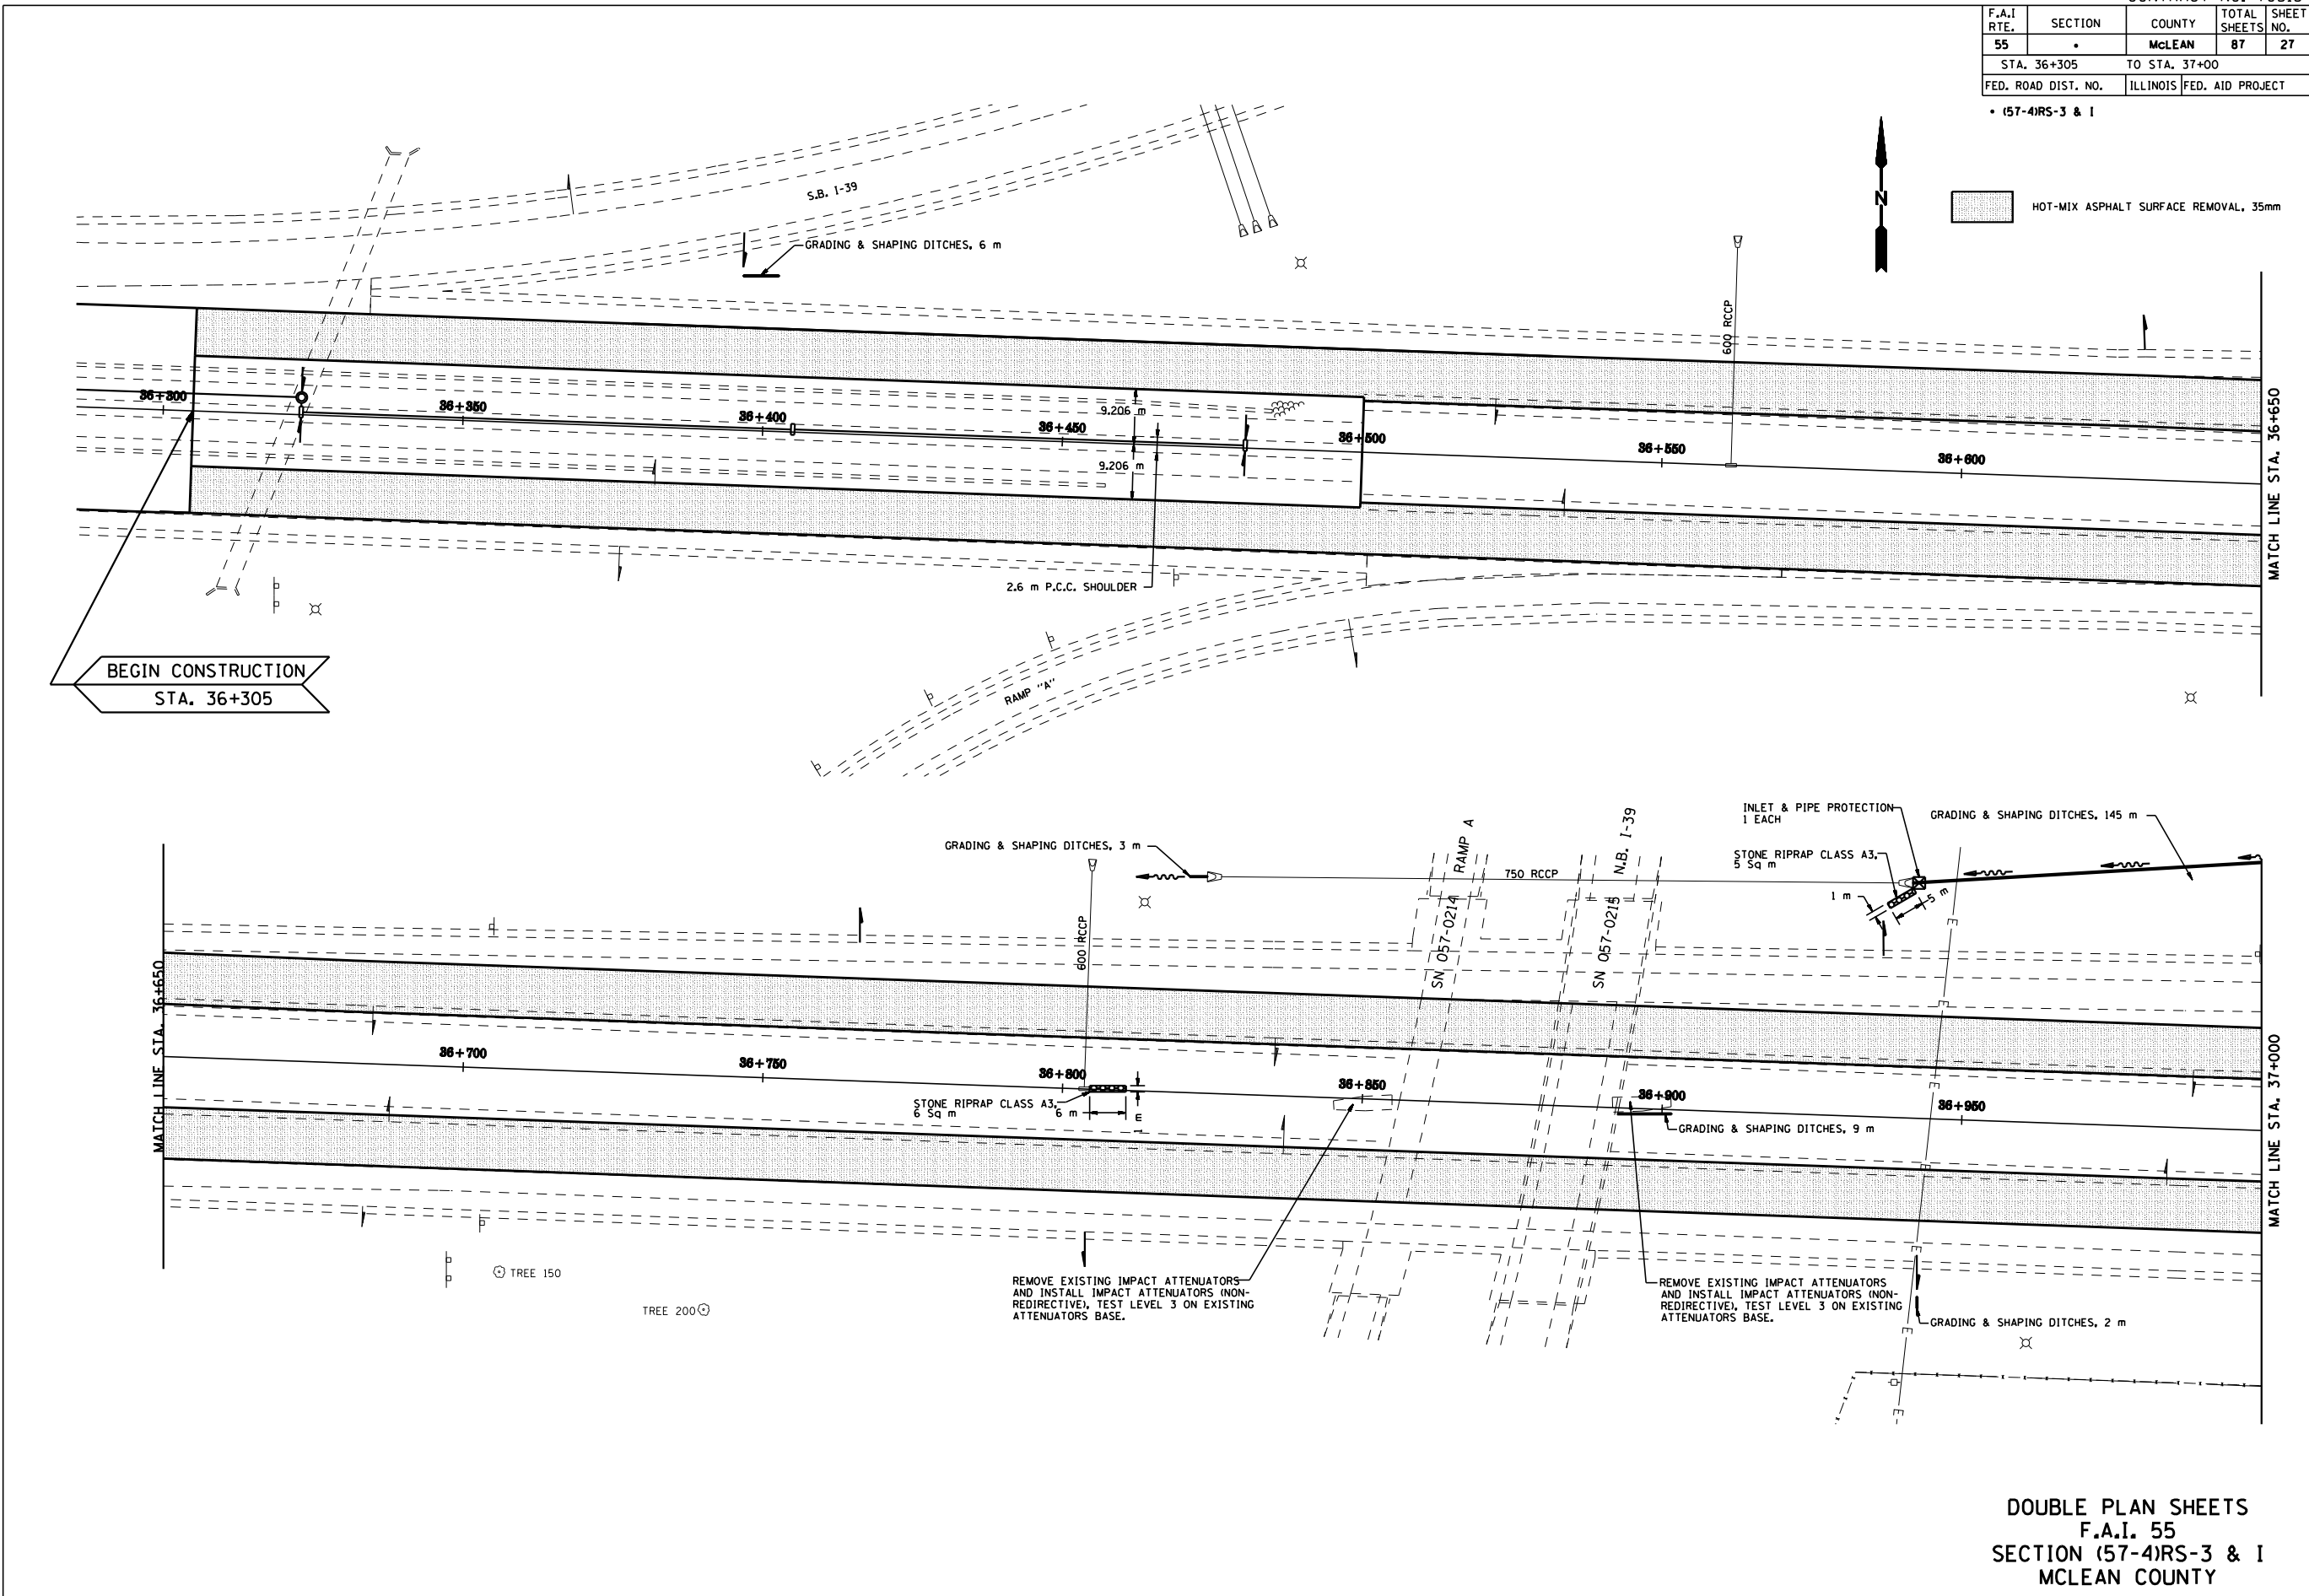 F.A.I RTE. SECTION COUNTY TOTAL SHEETS SHEET NO.
55 • McLEAN 87 27
STA. 36+305 TO STA. 37+00
FED. ROAD DIST. NO. ILLINOIS FED. AID PROJECT
• (57-4)RS-3 & I
N
HOT-MIX ASPHALT SURFACE REMOVAL, 35mm
S.B. I-39
GRADING & SHAPING DITCHES, 6 m
600 RCCP
36+300
36+350
36+400
36+450
36+500
36+550
36+600
9.206 m
9.206 m
MATCH LINE STA. 36+650
2.6 m P.C.C. SHOULDER
RAMP "A"
BEGIN CONSTRUCTION
STA. 36+305
GRADING & SHAPING DITCHES, 3 m
750 RCCP
RAMP A
N.B. I-39
INLET & PIPE PROTECTION
1 EACH
GRADING & SHAPING DITCHES, 145 m
STONE RIPRAP CLASS A3,
5 Sq m
1 m
5 m
600 RCCP
SN 057-0214
SN 057-0215
MATCH LINE STA. 36+650
36+700
36+750
36+800
36+850
36+900
36+950
MATCH LINE STA. 37+000
STONE RIPRAP CLASS A3,
6 Sq m
6 m
1 m
GRADING & SHAPING DITCHES, 9 m
TREE 150
TREE 200
REMOVE EXISTING IMPACT ATTENUATORS
AND INSTALL IMPACT ATTENUATORS (NON-
REDIRECTIVE), TEST LEVEL 3 ON EXISTING
ATTENUATORS BASE.
REMOVE EXISTING IMPACT ATTENUATORS
AND INSTALL IMPACT ATTENUATORS (NON-
REDIRECTIVE), TEST LEVEL 3 ON EXISTING
ATTENUATORS BASE.
GRADING & SHAPING DITCHES, 2 m
DOUBLE PLAN SHEETS
F.A.I. 55
SECTION (57-4)RS-3 & I
MCLEAN COUNTY